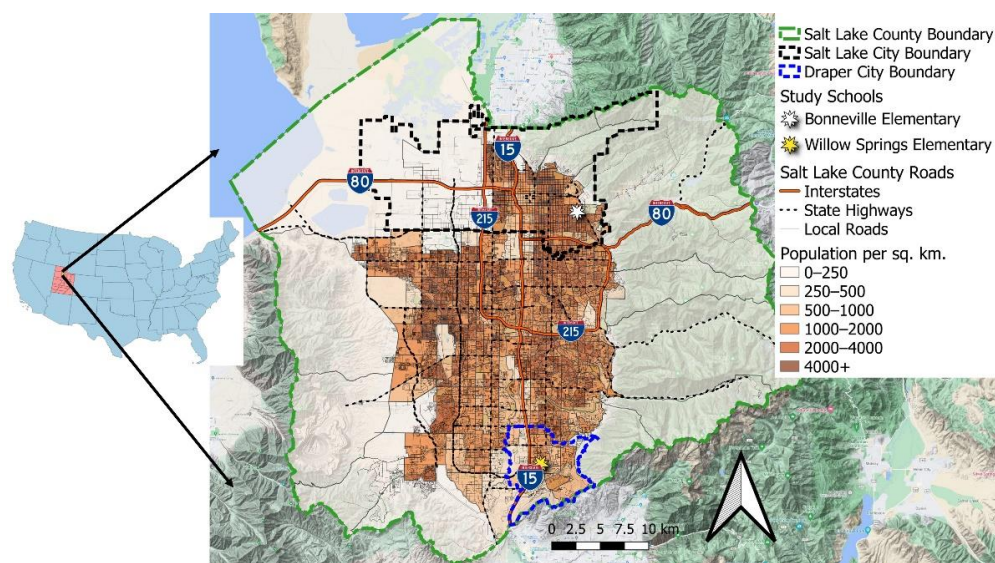 Salt Lake County Boundary
Salt Lake City Boundary
Draper City Boundary
Study Schools
Bonneville Elementary
Willow Springs Elementary
Salt Lake County Roads
Interstates
State Highways
Local Roads
Population per sq. km.
0–250
250–500
500–1000
1000–2000
2000–4000
4000+
15
80
215
80
215
15
0 2.5 5 7.5 10 km